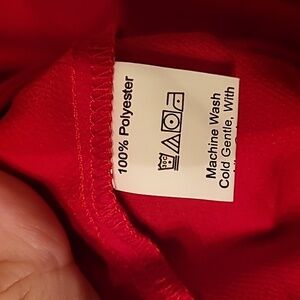 100% Polyester
Machine Wash
Cold Gentle, With